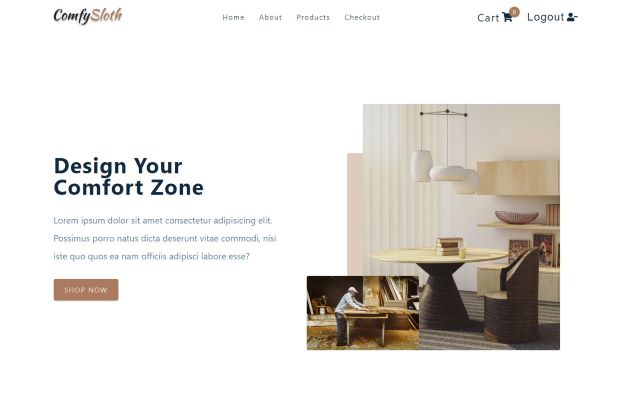 ComfySloth
Home About Products Checkout
Cart 0 Logout
Design Your
Comfort Zone
Lorem ipsum dolor sit amet consectetur adipisicing elit.
Possimus porro natus dicta deserunt vitae commodi, nisi
iste quo quos ea nam officiis adipisci labore esse?
SHOP NOW